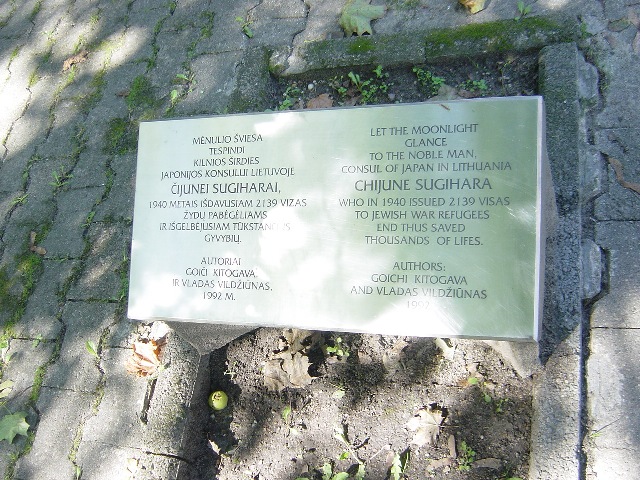 MĖNULIO ŠVIESA
TEŠPINDI
KILNIOS ŠIRDIES
JAPONIJOS KONSULUI LIETUVOJE
ČIJUNEI SUGIHARAI,
1940 METAIS IŠDAVUSIAM 2139 VIZAS
ŽYDŲ PABĖGĖLIAMS
IR IŠGELBĖJUSIAM TŪKSTANČIUS
GYVYBIŲ.
AUTORIAI
GOIČI KITOGAVA,
IR VLADAS VILDŽIŪNAS,
1992 M.
LET THE MOONLIGHT
GLANCE
TO THE NOBLE MAN,
CONSUL OF JAPAN IN LITHUANIA
CHIJUNE SUGIHARA
WHO IN 1940 ISSUED 2139 VISAS
TO JEWISH WAR REFUGEES
END THUS SAVED
THOUSANDS OF LIFES.
AUTHORS:
GOICHI KITOGAVA
AND VLADAS VILDŽIŪNAS
1992